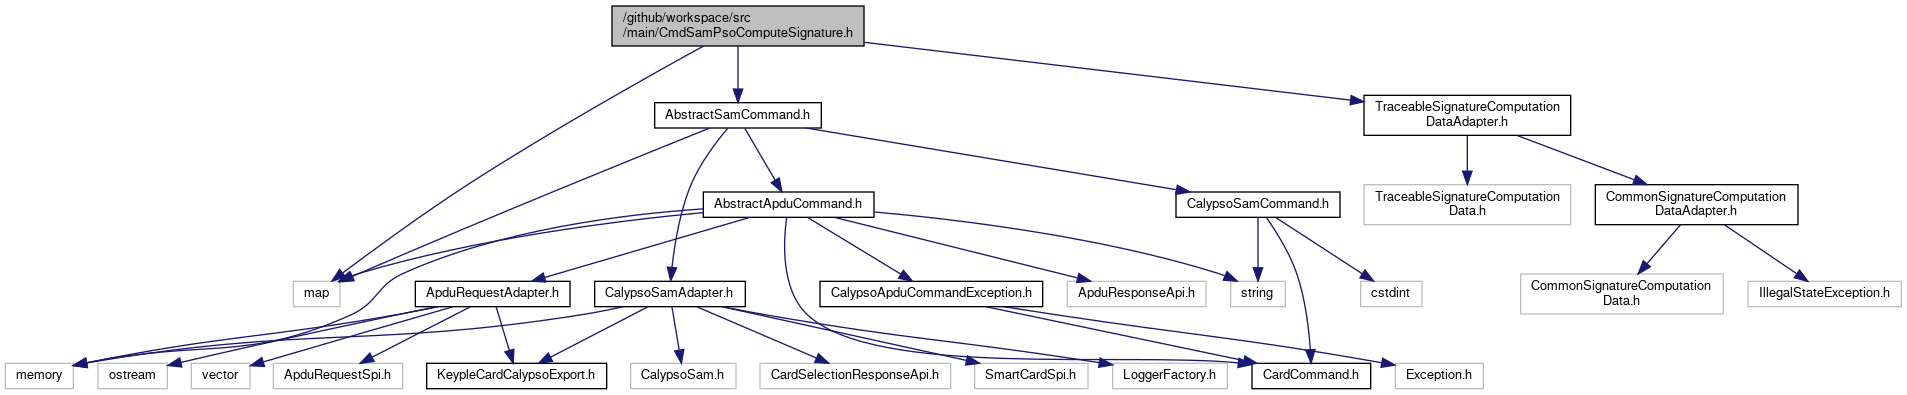 /github/workspace/src
/main/CmdSamPsoComputeSignature.h
AbstractSamCommand.h
TraceableSignatureComputation
DataAdapter.h
AbstractApduCommand.h
CalypsoSamCommand.h
TraceableSignatureComputation
Data.h
CommonSignatureComputation
DataAdapter.h
map
ApduRequestAdapter.h
CalypsoSamAdapter.h
CalypsoApduCommandException.h
ApduResponseApi.h
string
cstdint
CommonSignatureComputation
Data.h
IllegalStateException.h
memory
ostream
vector
ApduRequestSpi.h
KeypleCardCalypsoExport.h
CalypsoSam.h
CardSelectionResponseApi.h
SmartCardSpi.h
LoggerFactory.h
CardCommand.h
Exception.h